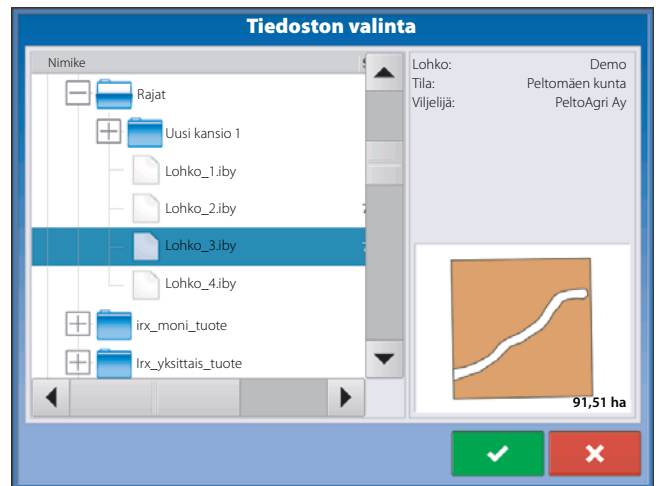 Tiedoston valinta
Nimike
Rajat
Uusi kansio 1
Lohko_1.iby
Lohko_2.iby
Lohko_3.iby
Lohko_4.iby
irx_moni_tuote
Irx_yksittais_tuote
Lohko: Demo
Tila: Peltomäen kunta
Viljelijä: PeltoAgri Ay
91,51 ha